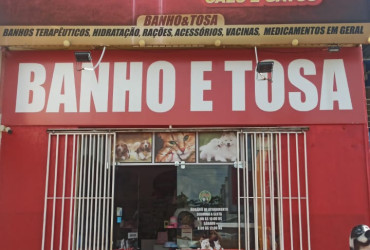 BANHO&TOSA
BANHOS TERAPÊUTICOS, HIDRATAÇÃO, RAÇÕES, ACESSÓRIOS, VACINAS, MEDICAMENTOS EM GERAL
BANHO E TOSA